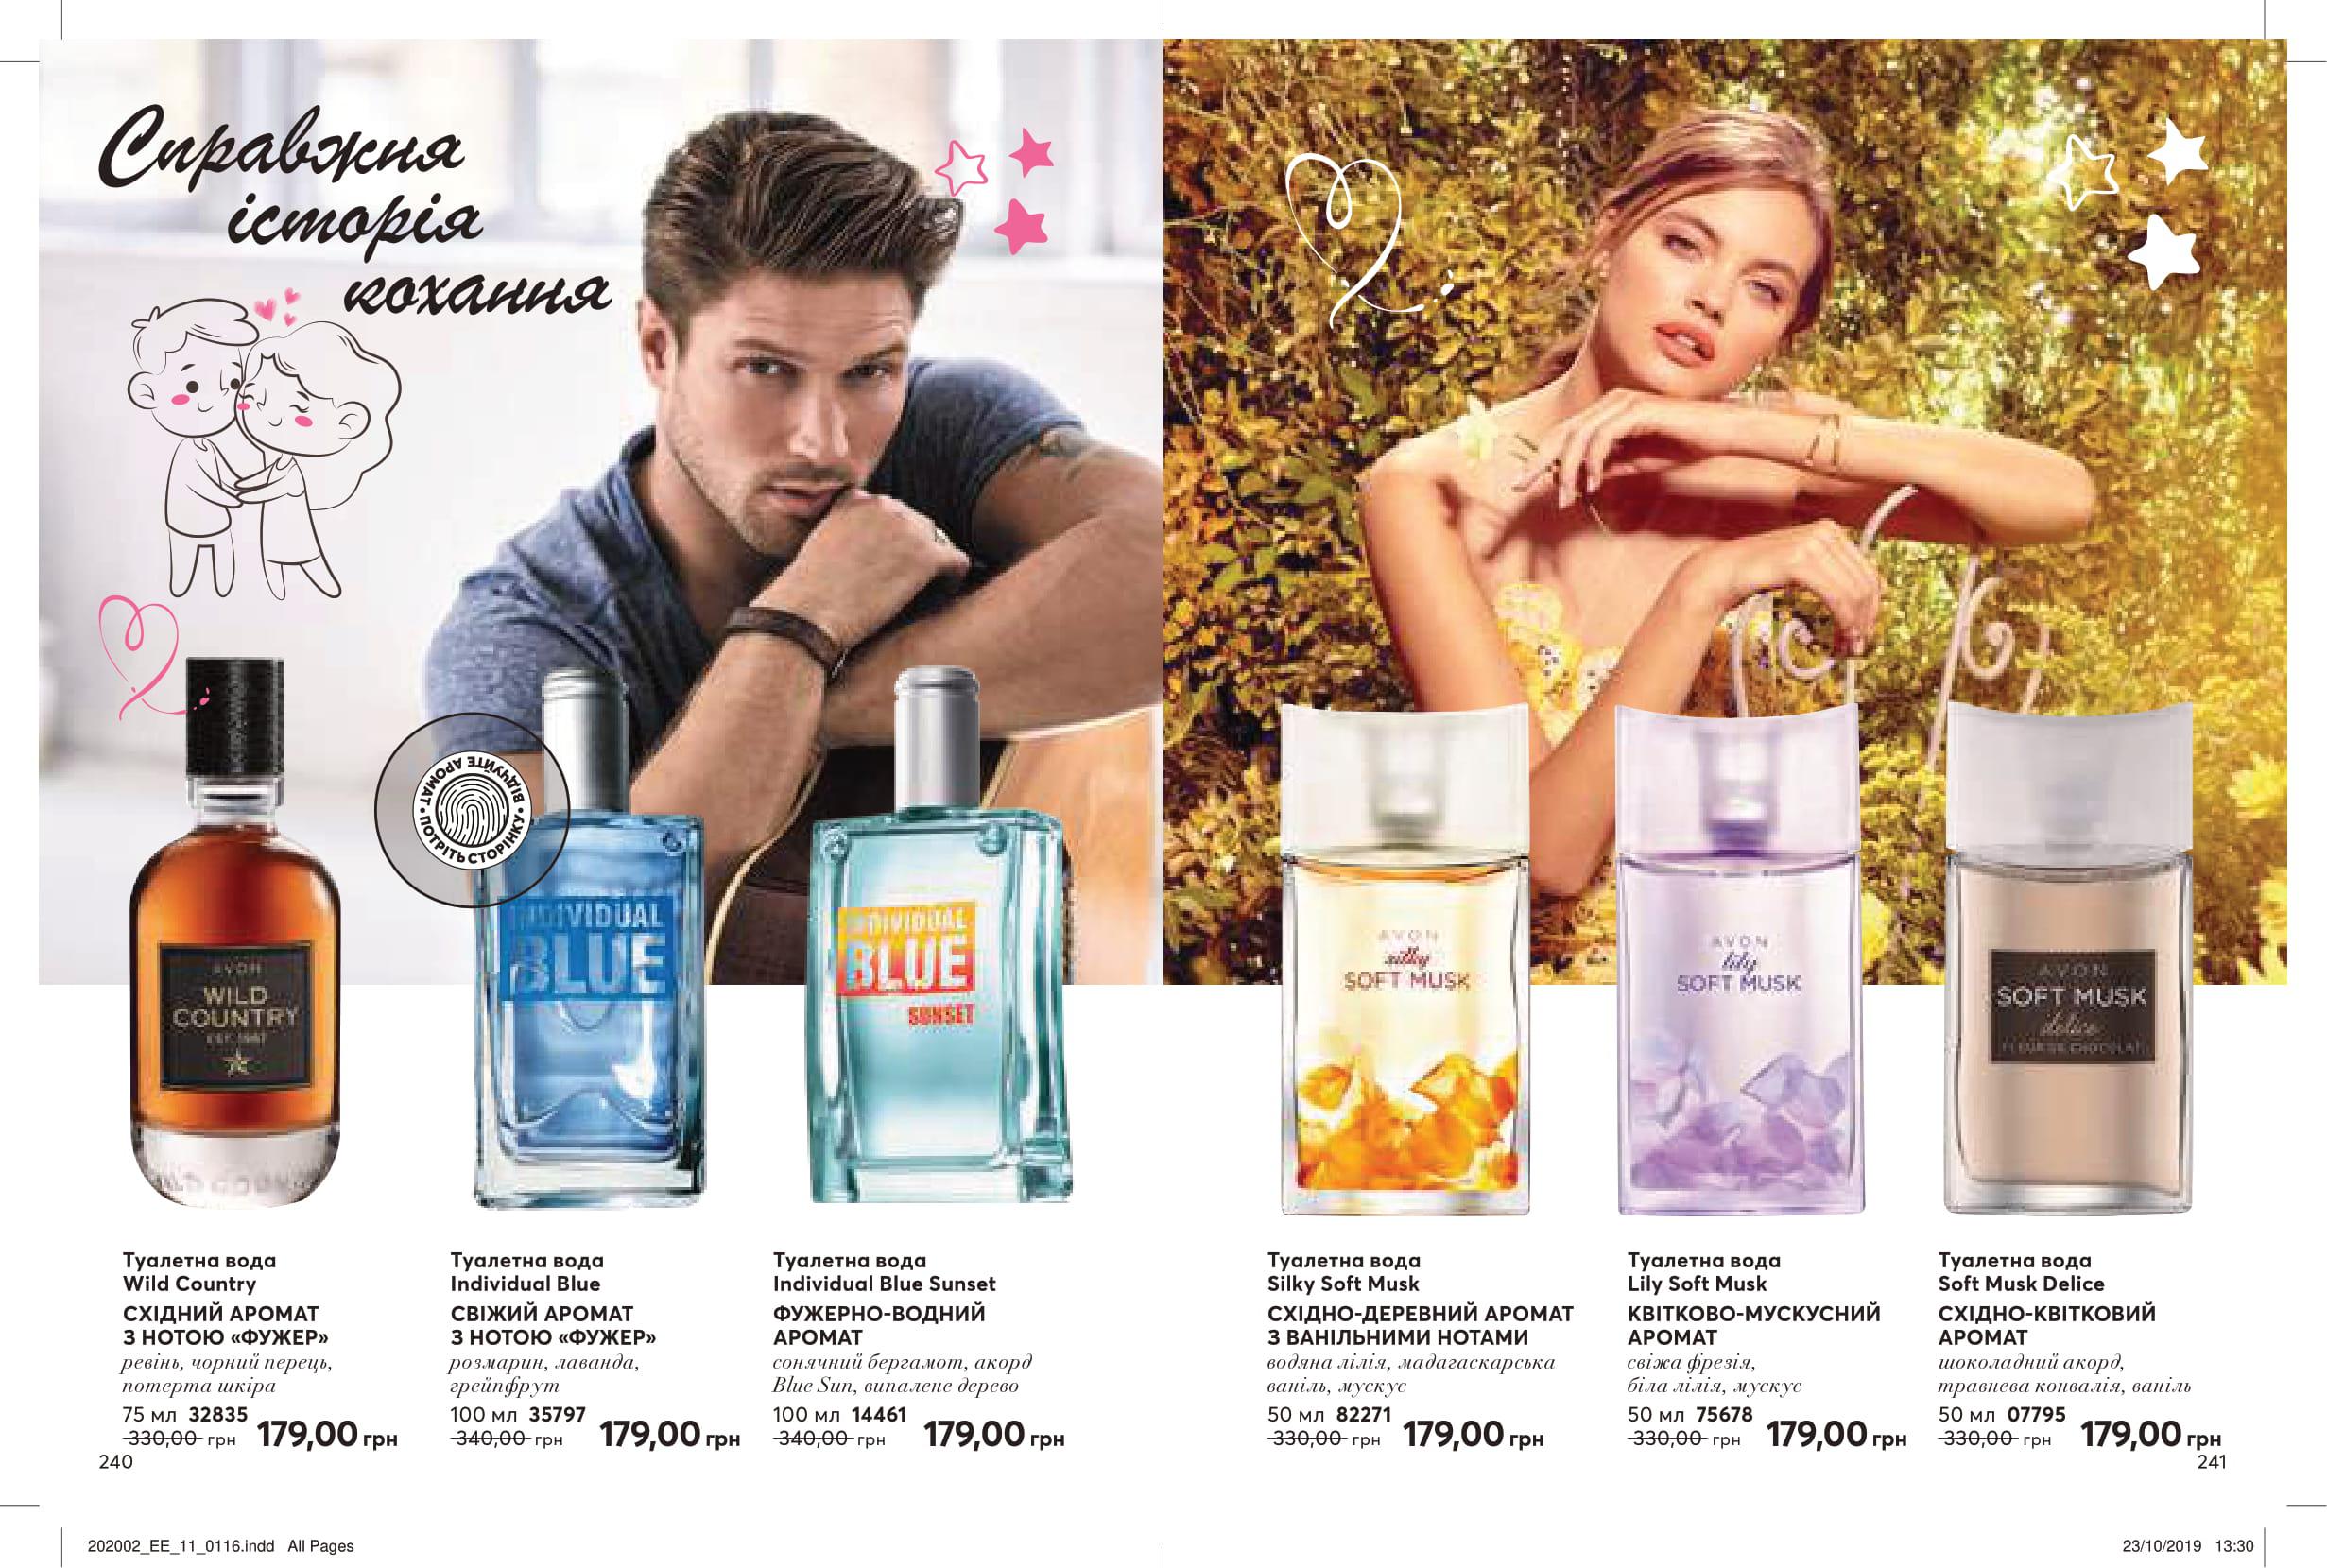 Справжня
історія
кохання
• ПОТРІТЬ СТОРІНКУ • ВІДЧУЙТЕ АРОМАТ
AVON
WILD
COUNTRY
EST. 1967
INDIVIDUAL
BLUE
INDIVIDUAL
BLUE
SUNSET
AVON
silky
SOFT MUSK
AVON
lily
SOFT MUSK
AVON
SOFT MUSK
delice
FLEUR DE CHOCOLAT
Туалетна вода
Wild Country
СХІДНИЙ АРОМАТ
З НОТОЮ «ФУЖЕР»
ревінь, чорний перець,
потерта шкіра
75 мл 32835
330,00 грн 179,00 грн
Туалетна вода
Individual Blue
СВІЖИЙ АРОМАТ
З НОТОЮ «ФУЖЕР»
розмарин, лаванда,
грейпфрут
100 мл 35797
340,00 грн 179,00 грн
Туалетна вода
Individual Blue Sunset
ФУЖЕРНО-ВОДНИЙ
АРОМАТ
сонячний бергамот, акорд
Blue Sun, випалене дерево
100 мл 14461
340,00 грн 179,00 грн
Туалетна вода
Silky Soft Musk
СХІДНО-ДЕРЕВНИЙ АРОМАТ
З ВАНІЛЬНИМИ НОТАМИ
водяна лілія, мадагаскарська
ваніль, мускус
50 мл 82271
330,00 грн 179,00 грн
Туалетна вода
Lily Soft Musk
КВІТКОВО-МУСКУСНИЙ
АРОМАТ
свіжа фрезія,
біла лілія, мускус
50 мл 75678
330,00 грн 179,00 грн
Туалетна вода
Soft Musk Delice
СХІДНО-КВІТКОВИЙ
АРОМАТ
шоколадний акорд,
травнева конвалія, ваніль
50 мл 07795
330,00 грн 179,00 грн
240
241
202002_EE_11_0116.indd All Pages
23/10/2019 13:30